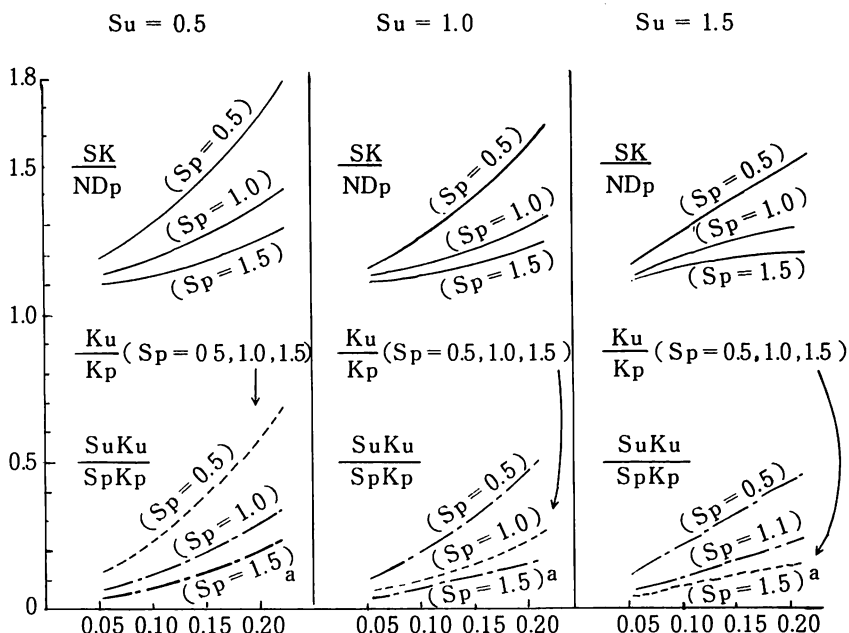 Su = 0.5 Su = 1.0 Su = 1.5
1.8
1.5
1.0
0.5
0
SK
NDp
(Sp=0.5)
(Sp=1.0)
(Sp=1.5)
Ku
Kp
(Sp=0 5, 1.0, 1.5)
SuKu
SpKp
(Sp=0.5)
(Sp=1.0)
(Sp=1.5) a
0.05 0.10 0.15 0.20
SK
NDp
(Sp=0.5)
(Sp=1.0)
(Sp=1.5)
Ku
Kp
(Sp=0.5, 1.0, 1.5)
SuKu
SpKp
(Sp=0.5)
(Sp=1.0)
(Sp=1.5) a
0.05 0.10 0.15 0.20
SK
NDp
(Sp=0.5)
(Sp=1.0)
(Sp=1.5)
Ku
Kp
(Sp=0.5, 1.0, 1.5)
SuKu
SpKp
(Sp=0.5)
(Sp=1.1)
(Sp=1.5) a
0.05 0.10 0.15 0.20